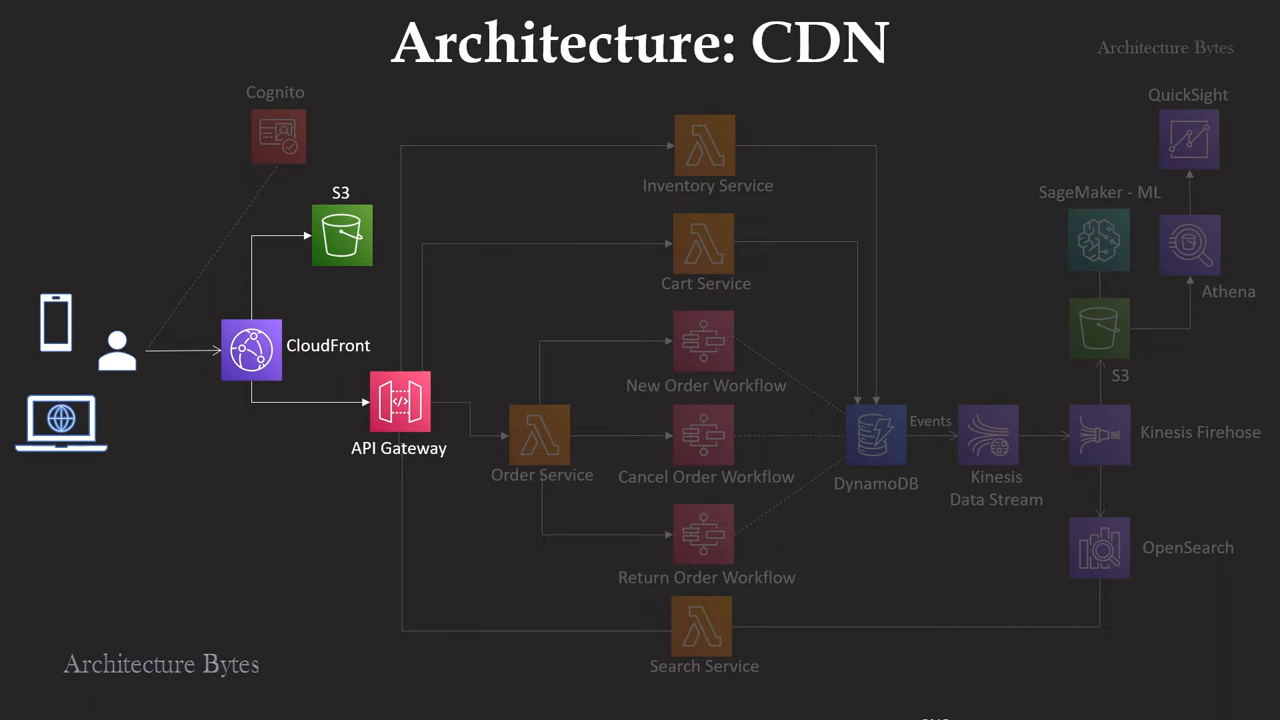 Architecture: CDN
Architecture Bytes
Cognito
QuickSight
S3
Inventory Service
SageMaker - ML
Cart Service
Athena
CloudFront
New Order Workflow
S3
API Gateway
Order Service
Cancel Order Workflow
DynamoDB
Events
Kinesis
Data Stream
Kinesis Firehose
OpenSearch
Return Order Workflow
Search Service
Architecture Bytes